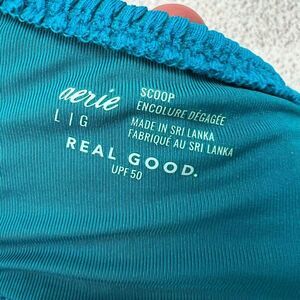 aerie
L | G
SCOOP
ENCOLURE DÉGAGÉE
MADE IN SRI LANKA
FABRIQUÉ AU SRI LANKA
REAL GOOD.
UPF 50